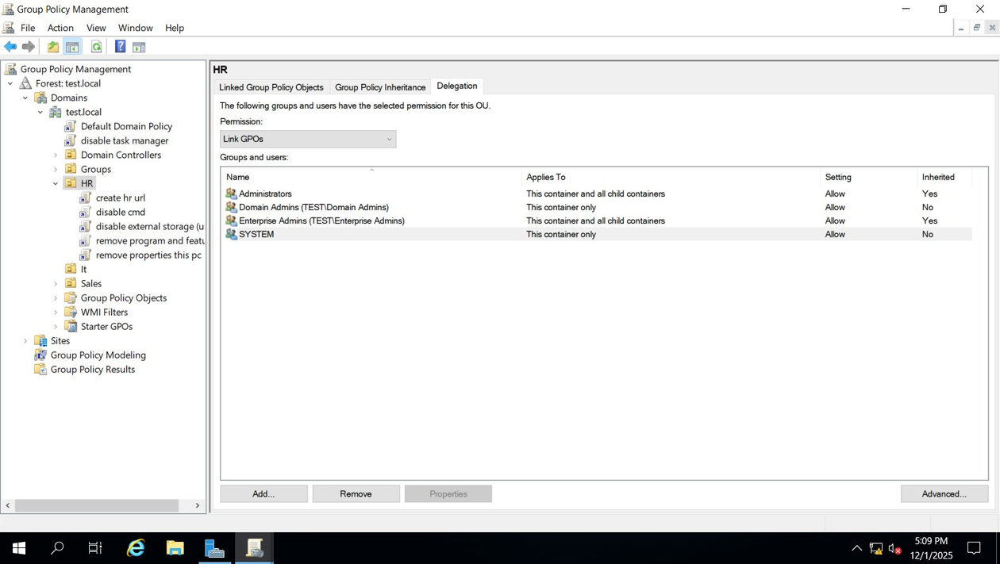 Group Policy Management
File Action View Window Help
Group Policy Management
Forest: test.local
Domains
test.local
Default Domain Policy
disable task manager
Domain Controllers
Groups
HR
create hr url
disable cmd
disable external storage (u
remove program and featu
remove properties this pc
It
Sales
Group Policy Objects
WMI Filters
Starter GPOs
Sites
Group Policy Modeling
Group Policy Results
HR
Linked Group Policy Objects Group Policy Inheritance Delegation
The following groups and users have the selected permission for this OU.
Permission:
Link GPOs
Groups and users:
Name Applies To Setting Inherited
Administrators This container and all child containers Allow Yes
Domain Admins (TEST\Domain Admins) This container only Allow No
Enterprise Admins (TEST\Enterprise Admins) This container and all child containers Allow Yes
SYSTEM This container only Allow No
Add... Remove Properties Advanced...
5:09 PM
12/1/2025